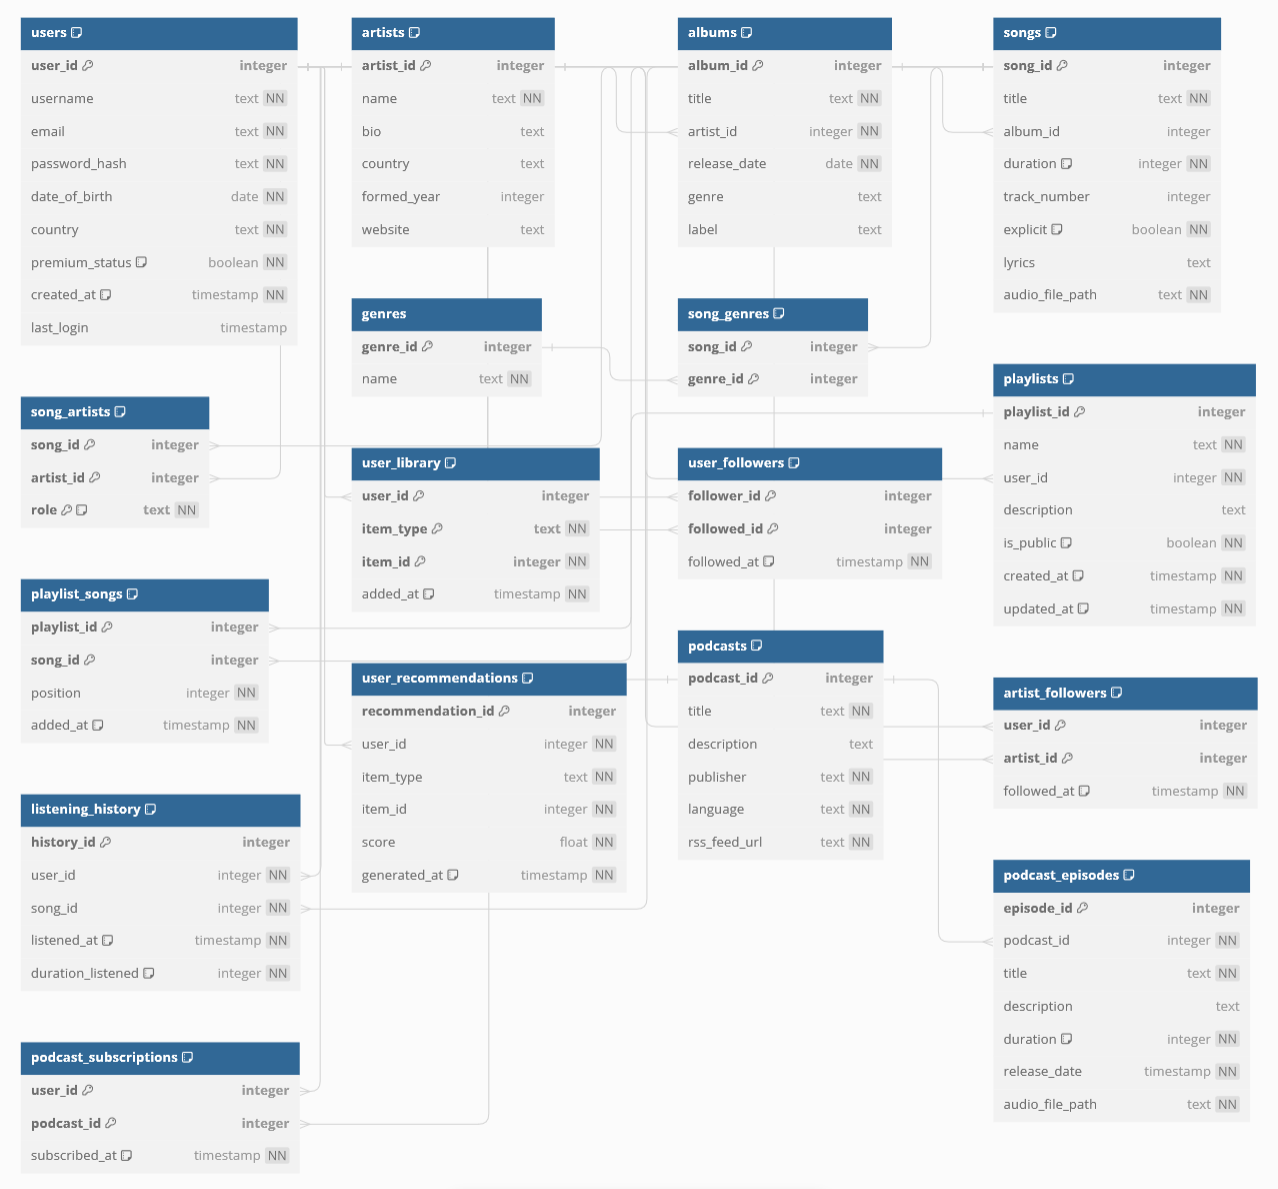 users
user_id integer
username text NN
email text NN
password_hash text NN
date_of_birth date NN
country text NN
premium_status boolean NN
created_at timestamp NN
last_login timestamp
artists
artist_id integer
name text NN
bio text
country text
formed_year integer
website text
albums
album_id integer
title text NN
artist_id integer NN
release_date date NN
genre text
label text
songs
song_id integer
title text NN
album_id integer
duration integer NN
track_number integer
explicit boolean NN
lyrics text
audio_file_path text NN
genres
genre_id integer
name text NN
song_genres
song_id integer
genre_id integer
playlists
playlist_id integer
name text NN
user_id integer NN
description text
is_public boolean NN
created_at timestamp NN
updated_at timestamp NN
song_artists
song_id integer
artist_id integer
role text NN
user_library
user_id integer
item_type text NN
item_id integer NN
added_at timestamp NN
user_followers
follower_id integer
followed_id integer
followed_at timestamp NN
playlist_songs
playlist_id integer
song_id integer
position integer NN
added_at timestamp NN
user_recommendations
recommendation_id integer
user_id integer NN
item_type text NN
item_id integer NN
score float NN
generated_at timestamp NN
podcasts
podcast_id integer
title text NN
description text
publisher text NN
language text NN
rss_feed_url text NN
artist_followers
user_id integer
artist_id integer
followed_at timestamp NN
listening_history
history_id integer
user_id integer NN
song_id integer NN
listened_at timestamp NN
duration_listened integer NN
podcast_episodes
episode_id integer
podcast_id integer NN
title text NN
description text
duration integer NN
release_date timestamp NN
audio_file_path text NN
podcast_subscriptions
user_id integer
podcast_id integer
subscribed_at timestamp NN